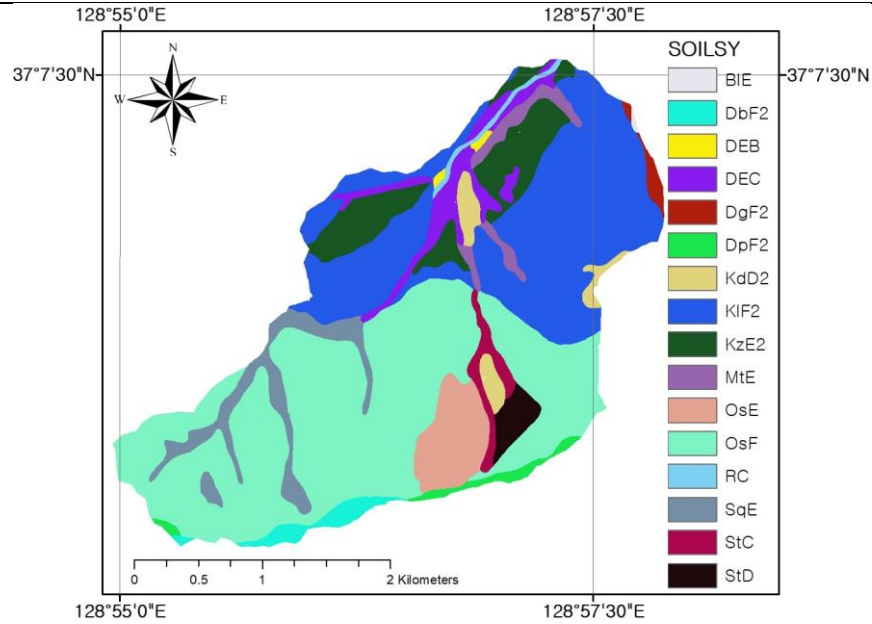 128°55'0"E 128°57'30"E
37°7'30"N 37°7'30"N
N
W E
S
SOILSY
BIE
DbF2
DEB
DEC
DgF2
DpF2
KdD2
KIF2
KzE2
MtE
OsE
OsF
RC
SqE
StC
StD
0 0.5 1 2 Kilometers
128°55'0"E 128°57'30"E